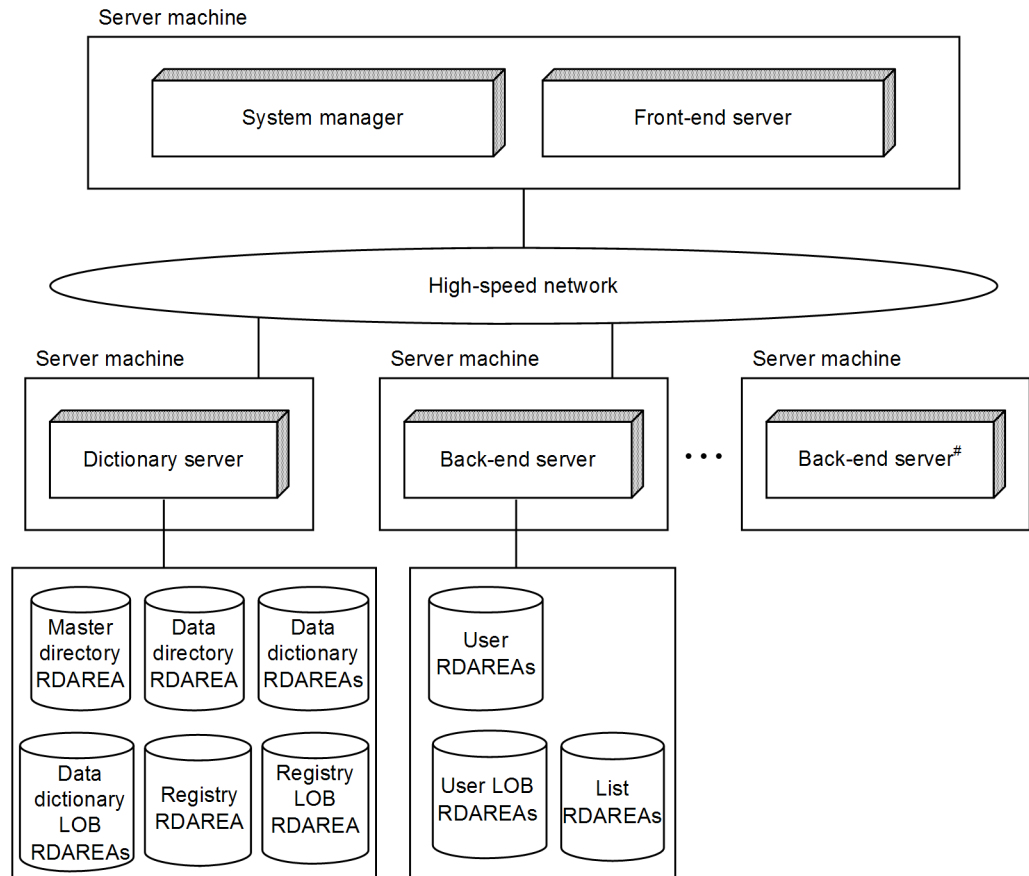 Server machine
System manager
Front-end server
High-speed network
Server machine
Server machine
Server machine
Dictionary server
Back-end server
• • •
Back-end server#
Master
directory
RDAREA
Data
directory
RDAREA
Data
dictionary
RDAREAs
User
RDAREAs
Data
dictionary
LOB
RDAREAs
Registry
RDAREA
Registry
LOB
RDAREA
User LOB
RDAREAs
List
RDAREAs